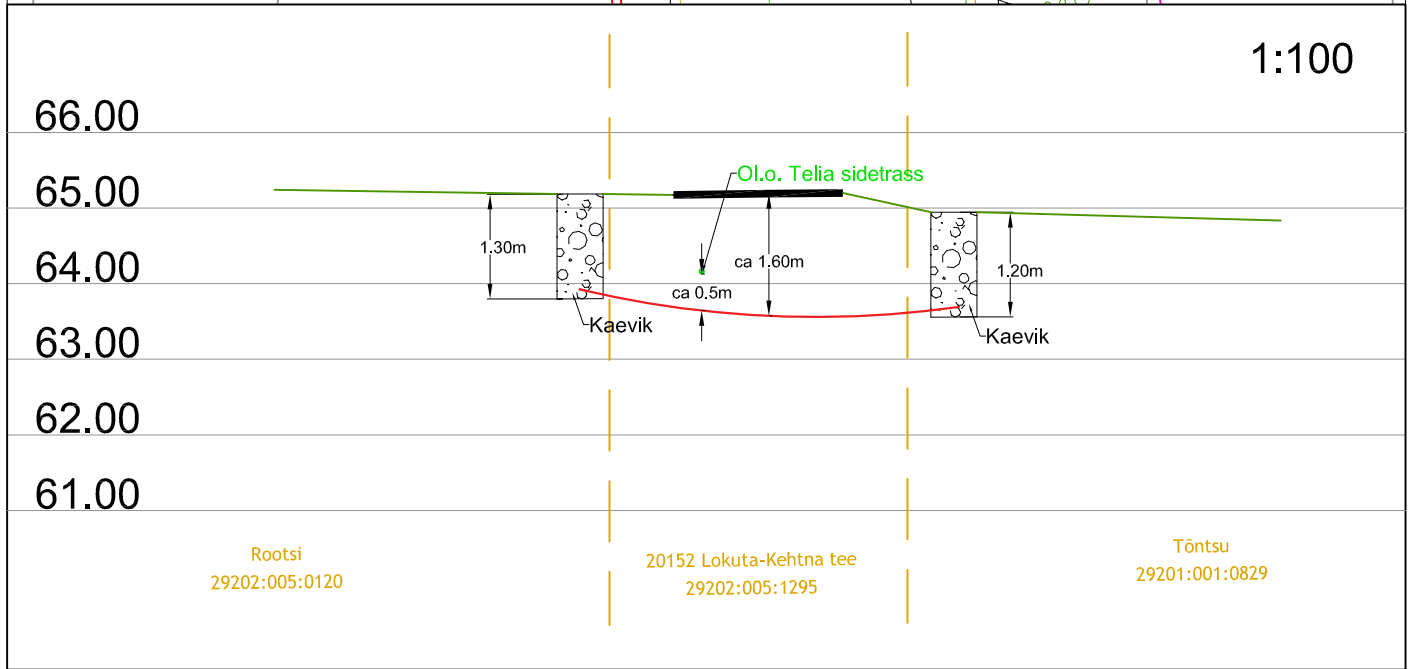 1:100
66.00
Ol.o. Telia sidetrass
65.00
1.30m
ca 1.60m
1.20m
64.00
ca 0.5m
Kaevik
Kaevik
63.00
62.00
61.00
Rootsi
29202:005:0120
20152 Lokuta-Kehtna tee
29202:005:1295
Tõntsu
29201:001:0829